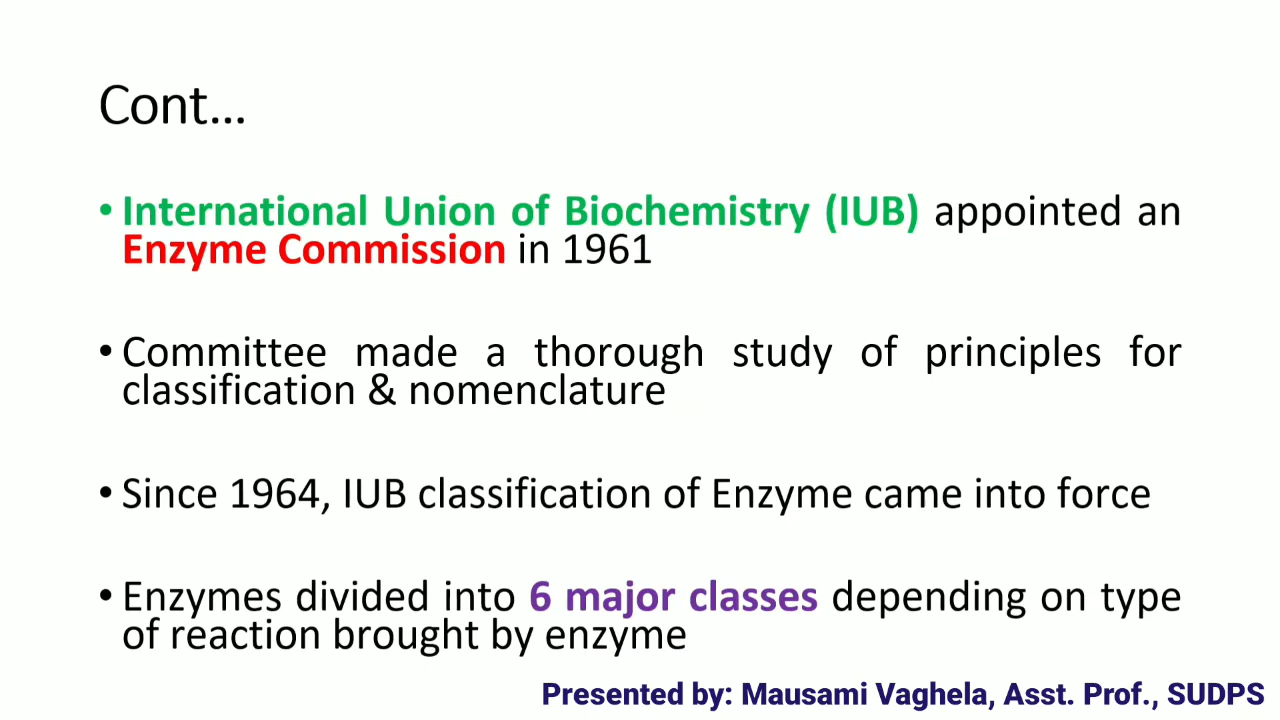 Cont...
• International Union of Biochemistry (IUB) appointed an
Enzyme Commission in 1961
• Committee made a thorough study of principles for
classification & nomenclature
• Since 1964, IUB classification of Enzyme came into force
• Enzymes divided into 6 major classes depending on type
of reaction brought by enzyme
Presented by: Mausami Vaghela, Asst. Prof., SUDPS